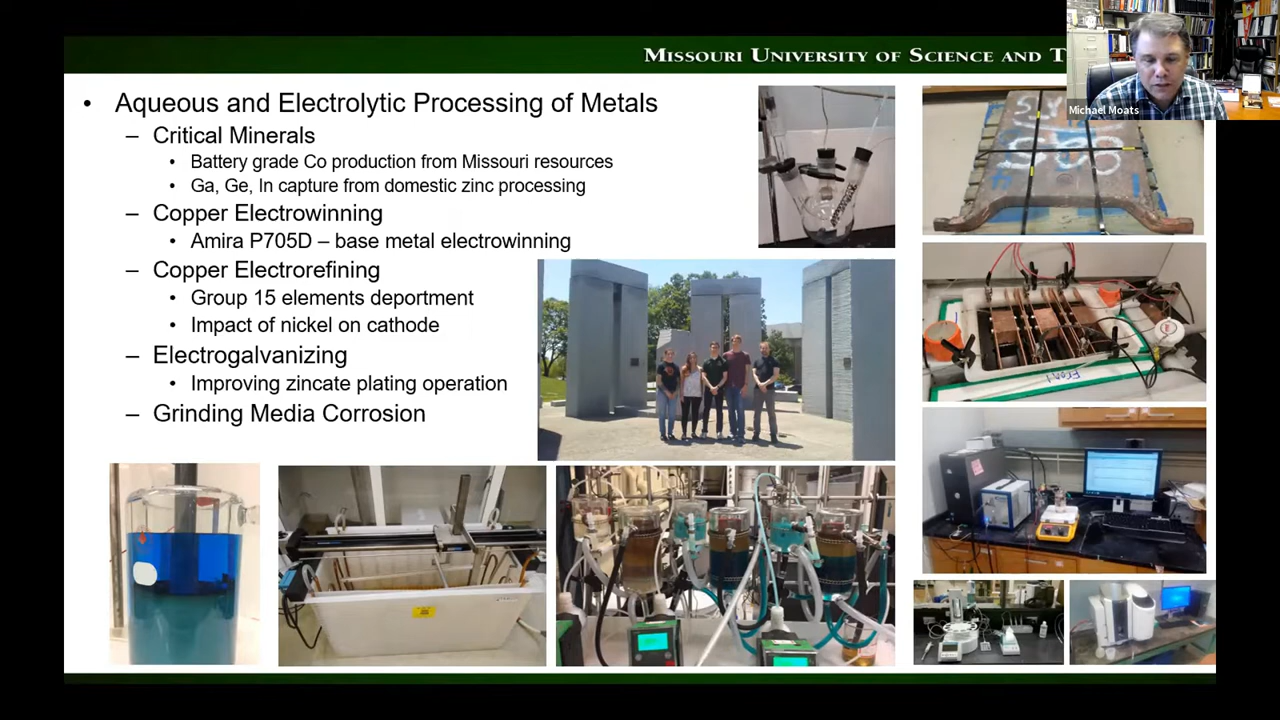 MISSOURI UNIVERSITY OF SCIENCE AND T
Michael Moats
• Aqueous and Electrolytic Processing of Metals
– Critical Minerals
• Battery grade Co production from Missouri resources
• Ga, Ge, In capture from domestic zinc processing
– Copper Electrowinning
• Amira P705D – base metal electrowinning
– Copper Electrorefining
• Group 15 elements deportment
• Impact of nickel on cathode
– Electrogalvanizing
• Improving zincate plating operation
– Grinding Media Corrosion